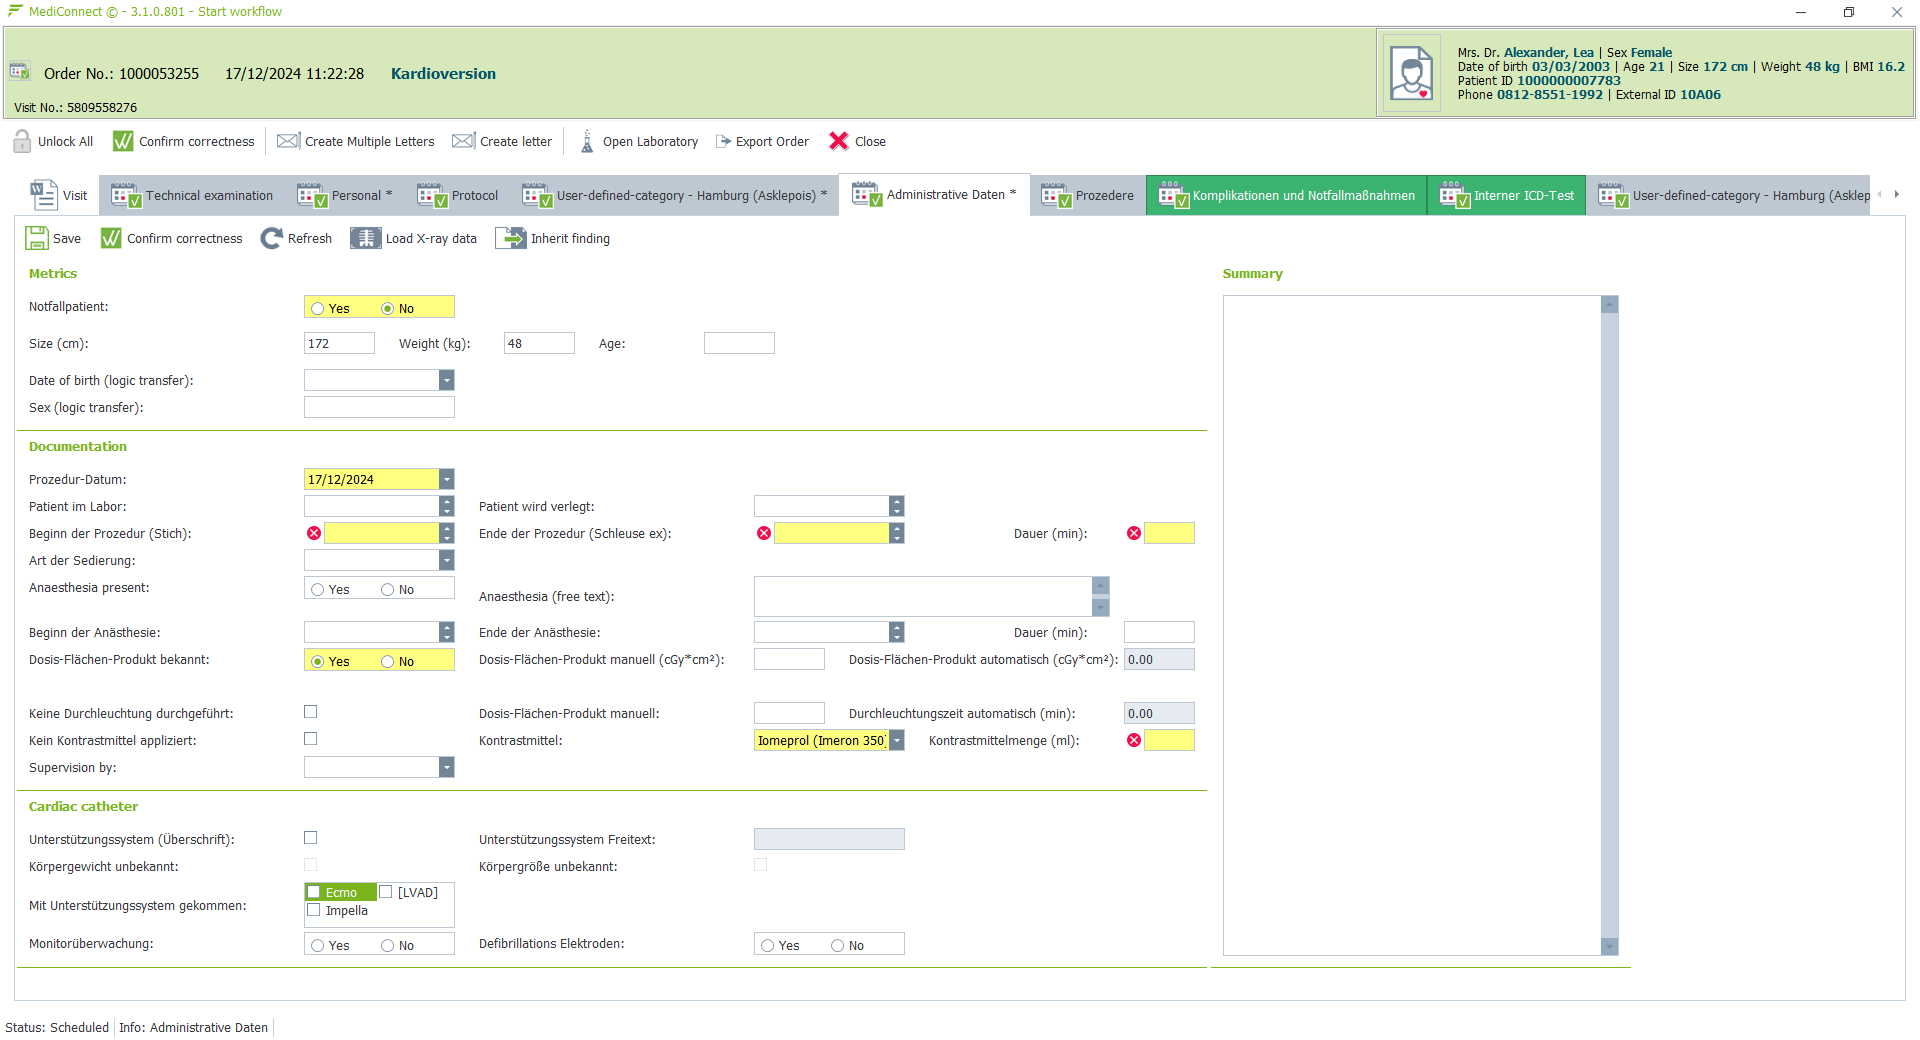 MediConnect © - 3.1.0.801 - Start workflow
Order No.: 1000053255 17/12/2024 11:22:28 Kardioversion
Visit No.: 5809558276
Mrs. Dr. Alexander, Lea | Sex Female
Date of birth 03/03/2003 | Age 21 | Size 172 cm | Weight 48 kg | BMI 16.2
Patient ID 1000000007783
Phone 0812-8551-1992 | External ID 10A06
Unlock All Confirm correctness Create Multiple Letters Create letter Open Laboratory Export Order Close
Visit Technical examination Personal * Protocol User-defined-category - Hamburg (Asklepois) * Administrative Daten * Prozedere Komplikationen und Notfallmaßnahmen Interner ICD-Test User-defined-category - Hamburg (Asklep
Save Confirm correctness Refresh Load X-ray data Inherit finding
Metrics
Notfallpatient: Yes No
Size (cm): 172 Weight (kg): 48 Age:
Date of birth (logic transfer):
Sex (logic transfer):
Documentation
Prozedur-Datum: 17/12/2024
Patient im Labor: Patient wird verlegt:
Beginn der Prozedur (Stich): Ende der Prozedur (Schleuse ex): Dauer (min):
Art der Sedierung:
Anaesthesia present: Yes No Anaesthesia (free text):
Beginn der Anästhesie: Ende der Anästhesie: Dauer (min):
Dosis-Flächen-Produkt bekannt: Yes No Dosis-Flächen-Produkt manuell (cGy*cm²): Dosis-Flächen-Produkt automatisch (cGy*cm²): 0.00
Keine Durchleuchtung durchgeführt: Dosis-Flächen-Produkt manuell: Durchleuchtungszeit automatisch (min): 0.00
Kein Kontrastmittel appliziert: Kontrastmittel: Iomeprol (Imeron 350) Kontrastmittelmenge (ml):
Supervision by:
Cardiac catheter
Unterstützungssystem (Überschrift): Unterstützungssystem Freitext:
Körpergewicht unbekannt: Körpergröße unbekannt:
Mit Unterstützungssystem gekommen: Ecmo [LVAD]
Impella
Monitorüberwachung: Yes No Defibrillations Elektroden: Yes No
Summary
Status: Scheduled Info: Administrative Daten